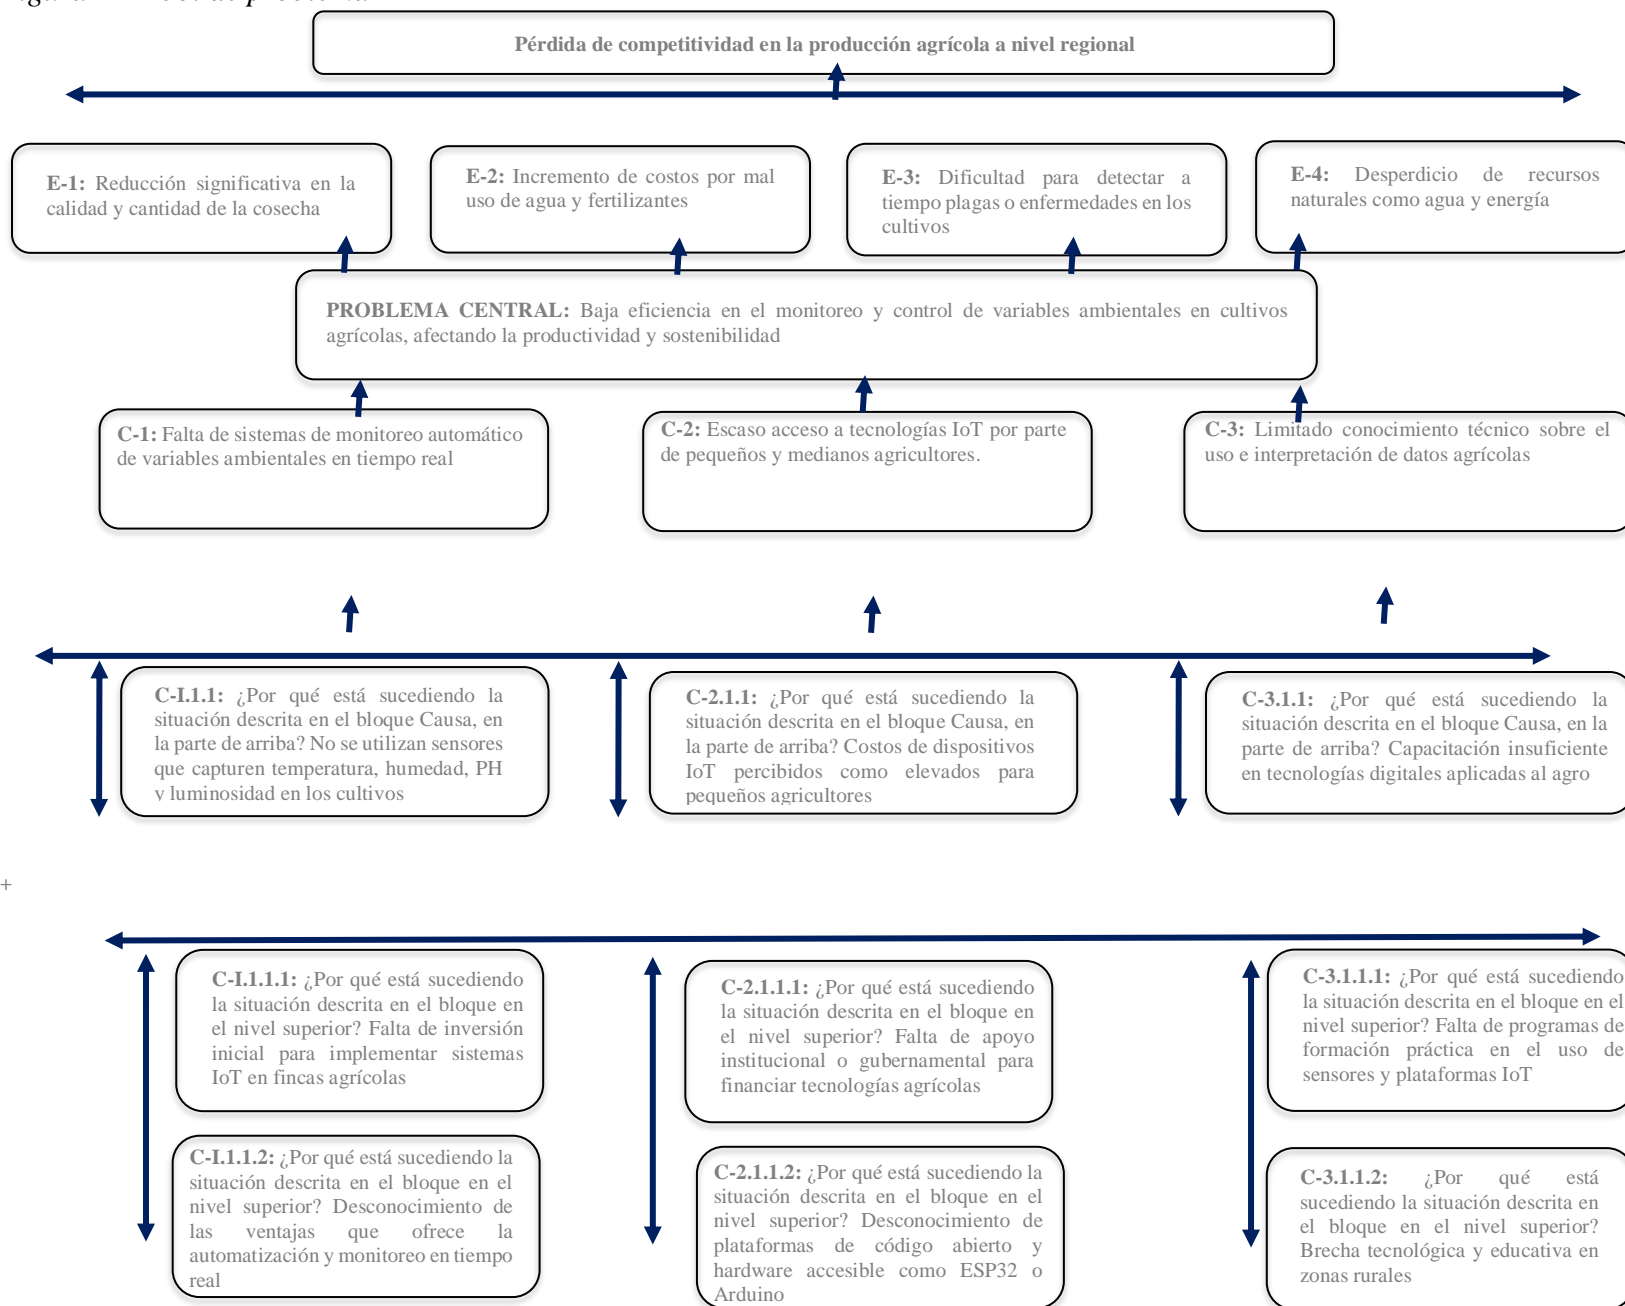 Pérdida de competitividad en la producción agrícola a nivel regional
E-1: Reducción significativa en la
calidad y cantidad de la cosecha
E-2: Incremento de costos por mal
uso de agua y fertilizantes
E-3: Dificultad para detectar a
tiempo plagas o enfermedades en los
cultivos
E-4: Desperdicio de recursos
naturales como agua y energía
PROBLEMA CENTRAL: Baja eficiencia en el monitoreo y control de variables ambientales en cultivos
agrícolas, afectando la productividad y sostenibilidad
C-1: Falta de sistemas de monitoreo automático
de variables ambientales en tiempo real
C-2: Escaso acceso a tecnologías IoT por parte
de pequeños y medianos agricultores.
C-3: Limitado conocimiento técnico sobre el
uso e interpretación de datos agrícolas
C-I.1.1: ¿Por qué está sucediendo la
situación descrita en el bloque Causa, en
la parte de arriba? No se utilizan sensores
que capturen temperatura, humedad, PH
y luminosidad en los cultivos
C-2.1.1: ¿Por qué está sucediendo la
situación descrita en el bloque Causa, en
la parte de arriba? Costos de dispositivos
IoT percibidos como elevados para
pequeños agricultores
C-3.1.1: ¿Por qué está sucediendo la
situación descrita en el bloque Causa, en la
parte de arriba? Capacitación insuficiente
en tecnologías digitales aplicadas al agro
+
C-I.1.1.1: ¿Por qué está sucediendo
la situación descrita en el bloque en
el nivel superior? Falta de inversión
inicial para implementar sistemas
IoT en fincas agrícolas
C-2.1.1.1: ¿Por qué está sucediendo
la situación descrita en el bloque en
el nivel superior? Falta de apoyo
institucional o gubernamental para
financiar tecnologías agrícolas
C-3.1.1.1: ¿Por qué está sucediendo
la situación descrita en el bloque en el
nivel superior? Falta de programas de
formación práctica en el uso de
sensores y plataformas IoT
C-I.1.1.2: ¿Por qué está sucediendo la
situación descrita en el bloque en el
nivel superior? Desconocimiento de
las ventajas que ofrece la
automatización y monitoreo en tiempo
real
C-2.1.1.2: ¿Por qué está sucediendo la
situación descrita en el bloque en el
nivel superior? Desconocimiento de
plataformas de código abierto y
hardware accesible como ESP32 o
Arduino
C-3.1.1.2: ¿Por qué está
sucediendo la situación descrita en
el bloque en el nivel superior?
Brecha tecnológica y educativa en
zonas rurales